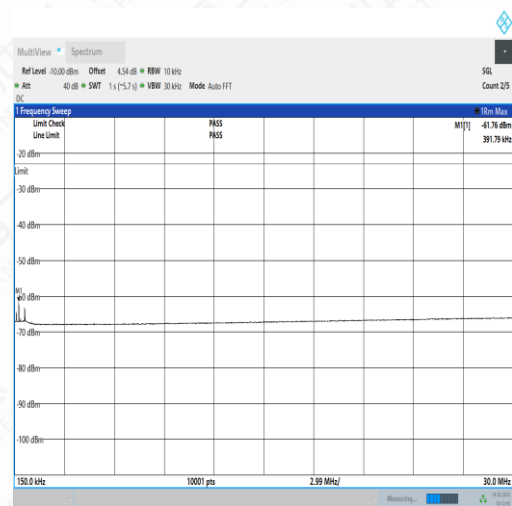 MultiView Spectrum
Ref Level -10.00 dBm Offset 4.54 dB RBW 10 kHz SGL
Att 40 dB SWT 1 s (~5.7 s) VBW 30 kHz Mode Auto FFT Count 2/5
DC
1 Frequency Sweep 1Rm Max
Limit Check PASS M1[1] -61.76 dBm
Line Limit PASS 391.79 kHz
-20 dBm
Limit
-30 dBm
-40 dBm
-50 dBm
M1
-60 dBm
-70 dBm
-80 dBm
-90 dBm
-100 dBm
150.0 kHz 10001 pts 2.99 MHz/ 30.0 MHz
Measuring...